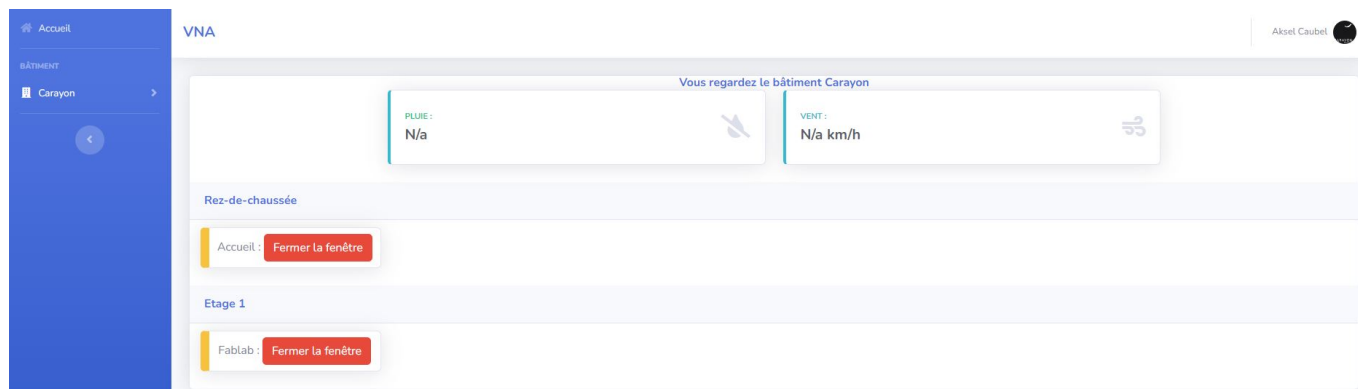 Accueil
BÂTIMENT
Carayon
VNA
Aksel Caubel
Vous regardez le bâtiment Carayon
PLUIE :
N/a
VENT :
N/a km/h
Rez-de-chaussée
Accueil : Fermer la fenêtre
Etage 1
Fablab : Fermer la fenêtre